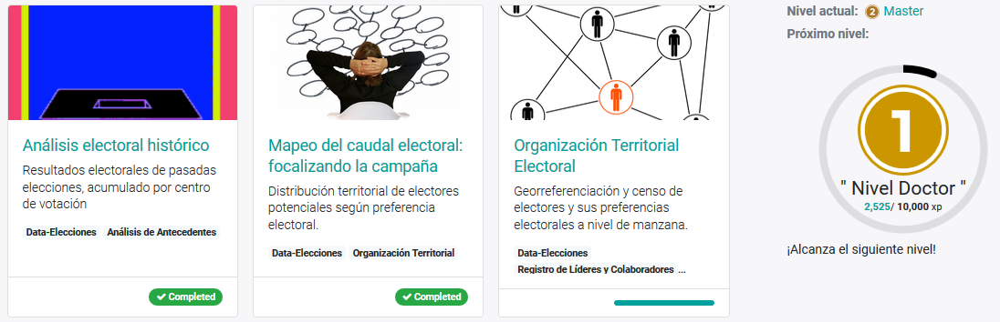 Análisis electoral histórico
Resultados electorales de pasadas
elecciones, acumulado por centro
de votación
Data-Elecciones Análisis de Antecedentes
Completed
Mapeo del caudal electoral:
focalizando la campaña
Distribución territorial de electores
potenciales según preferencia
electoral.
Data-Elecciones Organización Territorial
Completed
Organización Territorial
Electoral
Georreferenciación y censo de
electores y sus preferencias
electorales a nivel de manzana.
Data-Elecciones
Registro de Líderes y Colaboradores ...
Nivel actual: 2 Master
Próximo nivel:
1
" Nivel Doctor "
2,525/ 10,000 xp
¡Alcanza el siguiente nivel!